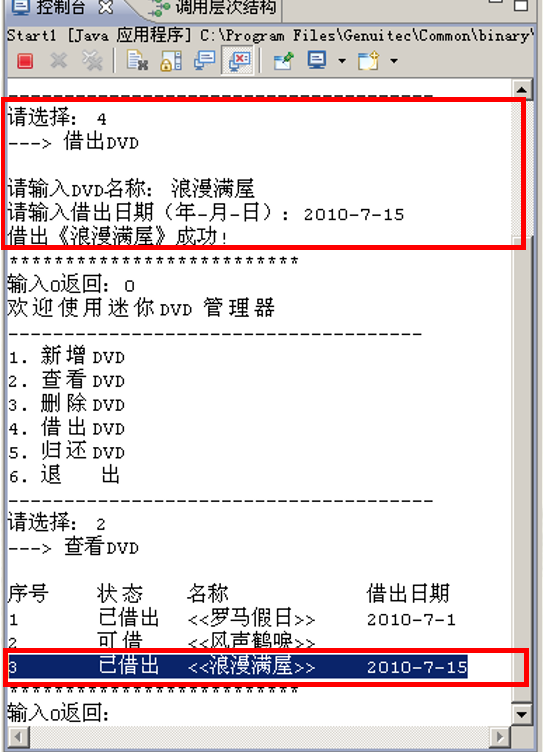 控制台 调用层次结构
Start1 [Java 应用程序] C:\Program Files\Genuitec\Common\binary\
----------------------------------------
请选择: 4
---> 借出DVD
请输入DVD名称: 浪漫满屋
请输入借出日期（年-月-日）: 2010-7-15
借出《浪漫满屋》成功!
***************************
输入0返回: 0
欢迎使用迷你DVD 管理器
---------------------------------------
1. 新增DVD
2. 查看DVD
3. 删除DVD
4. 借出DVD
5. 归还DVD
6. 退 出
----------------------------------------
请选择: 2
---> 查看DVD
序号 状态 名称 借出日期
1 已借出 <<罗马假日>> 2010-7-1
2 可借 <<风声鹤唳>>
3 已借出 <<浪漫满屋>> 2010-7-15
***************************
输入0返回: